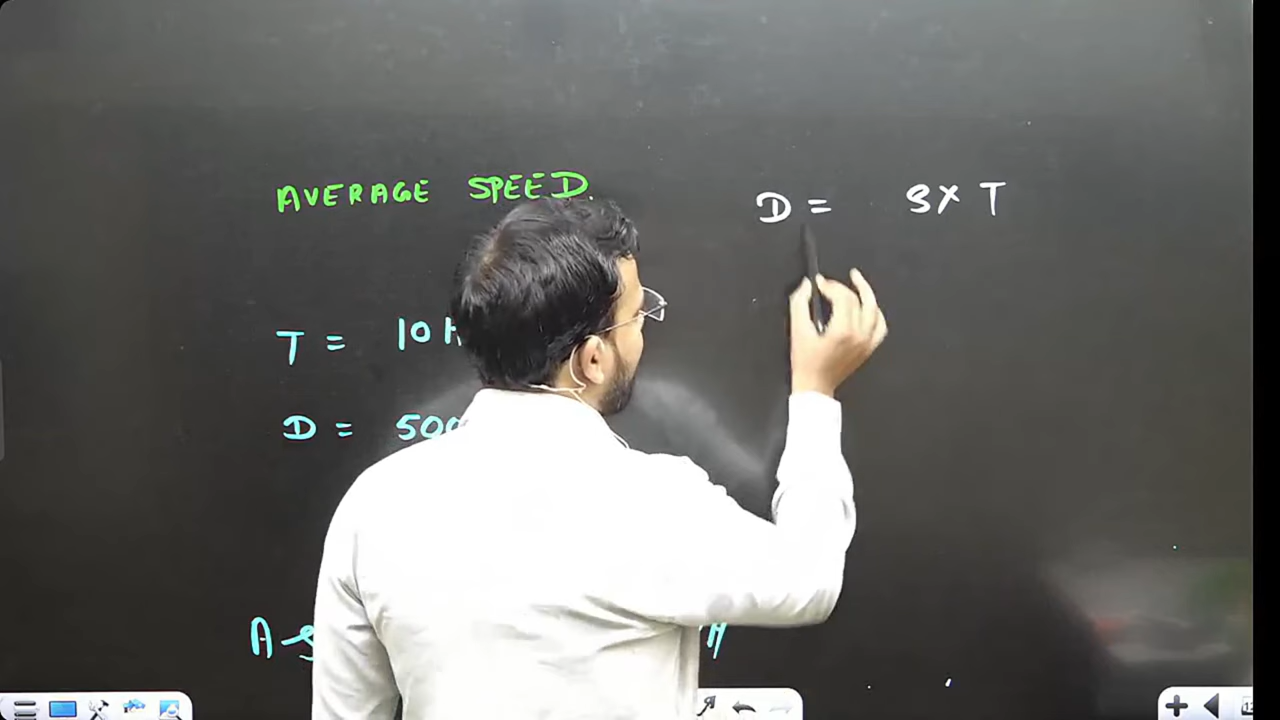 AVERAGE SPEED.
D = S X T
T = 10 H
D = 500